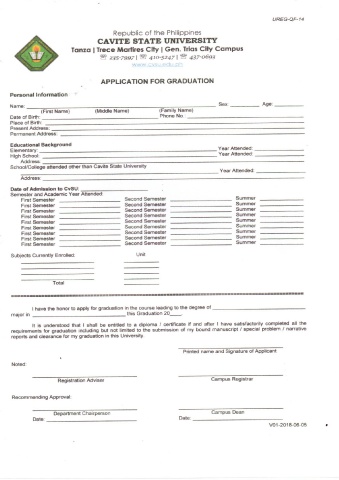 UREG-QF-14
Republic of the Philippines
CAVITE STATE UNIVERSITY
Tanza | Trece Martires City | Gen. Trias City Campus
☏ 235-7997 | ☏ 410-5247 | ☏ 437-0693
www.cvsu.edu.ph
APPLICATION FOR GRADUATION
Personal Information
Name: Sex: Age:
(First Name) (Middle Name) (Family Name)
Date of Birth: Phone No.
Place of Birth:
Present Address:
Permanent Address:
Educational Background
Elementary: Year Attended:
High School: Year Attended:
Address:
School/College attended other than Cavite State University
Year Attended:
Address:
Date of Admission to CvSU:
Semester and Academic Year Attended:
First Semester Second Semester Summer
First Semester Second Semester Summer
First Semester Second Semester Summer
First Semester Second Semester Summer
First Semester Second Semester Summer
First Semester Second Semester Summer
First Semester Second Semester Summer
First Semester Second Semester Summer
First Semester Second Semester Summer
Subjects Currently Enrolled: Unit
Total
I have the honor to apply for graduation in the course leading to the degree of
major in this Graduation 20 .
It is understood that I shall be entitled to a diploma / certificate if and after I have satisfactorily completed all the
requirements for graduation including but not limited to the submission of my bound manuscript / special problem / narrative
reports and clearance for my graduation in this University.
Printed name and Signature of Applicant
Noted:
Registration Adviser Campus Registrar
Recommending Approval:
Department Chairperson Campus Dean
Date: Date:
V01-2018-06-05